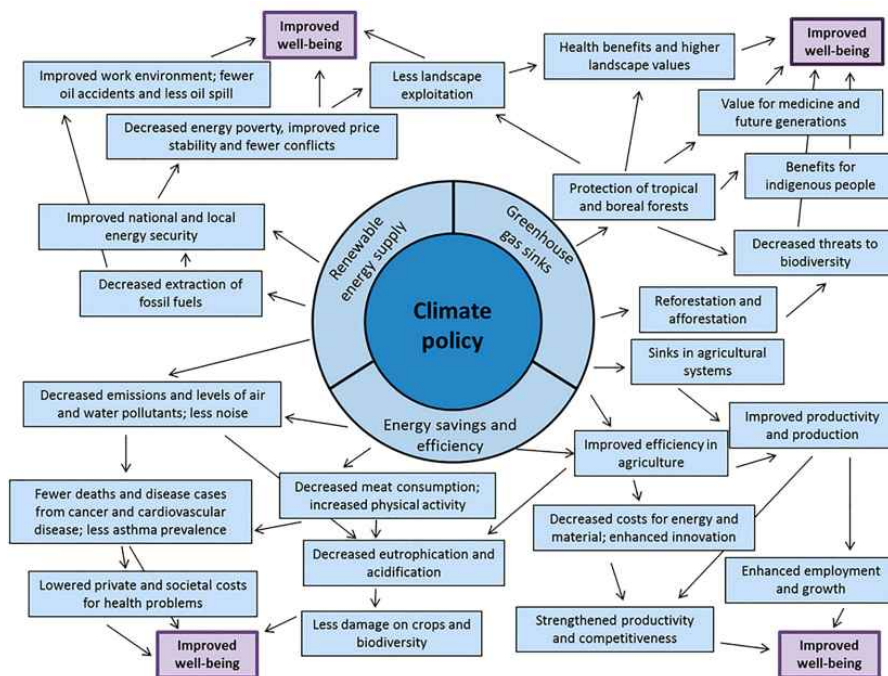 Improved
well-being
Improved
well-being
Health benefits and higher
landscape values
Improved work environment; fewer
oil accidents and less oil spill
Less landscape
exploitation
Value for medicine and
future generations
Decreased energy poverty, improved price
stability and fewer conflicts
Benefits for
indigenous people
Protection of tropical
and boreal forests
Improved national and local
energy security
Decreased threats to
biodiversity
Decreased extraction of
fossil fuels
Renewable
energy supply
Greenhouse
gas sinks
Climate
policy
Energy savings and
efficiency
Reforestation and
afforestation
Sinks in agricultural
systems
Decreased emissions and levels of air
and water pollutants; less noise
Improved productivity
and production
Improved efficiency in
agriculture
Decreased meat consumption;
increased physical activity
Fewer deaths and disease cases
from cancer and cardiovascular
disease; less asthma prevalence
Decreased costs for energy and
material; enhanced innovation
Decreased eutrophication and
acidification
Lowered private and societal costs
for health problems
Enhanced employment
and growth
Less damage on crops and
biodiversity
Strengthened productivity
and competitiveness
Improved
well-being
Improved
well-being